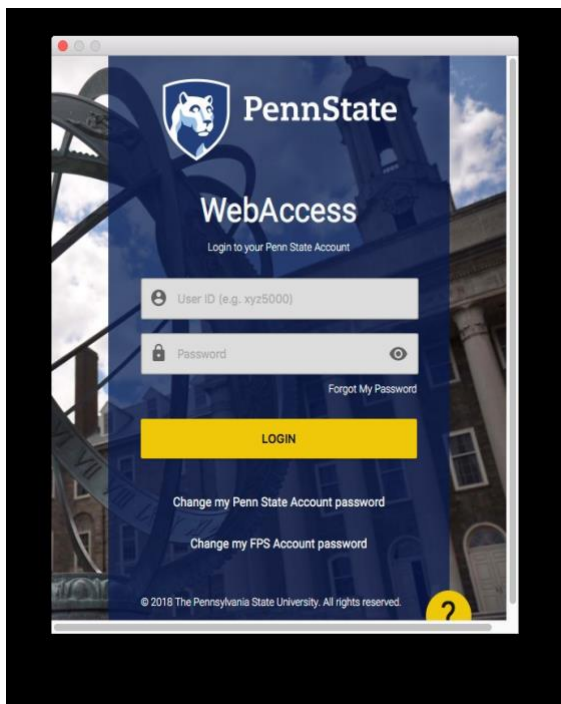 PennState
WebAccess
Login to your Penn State Account
User ID (e.g. xyz5000)
Password
Forgot My Password
LOGIN
Change my Penn State Account password
Change my FPS Account password
© 2018 The Pennsylvania State University. All rights reserved.
?